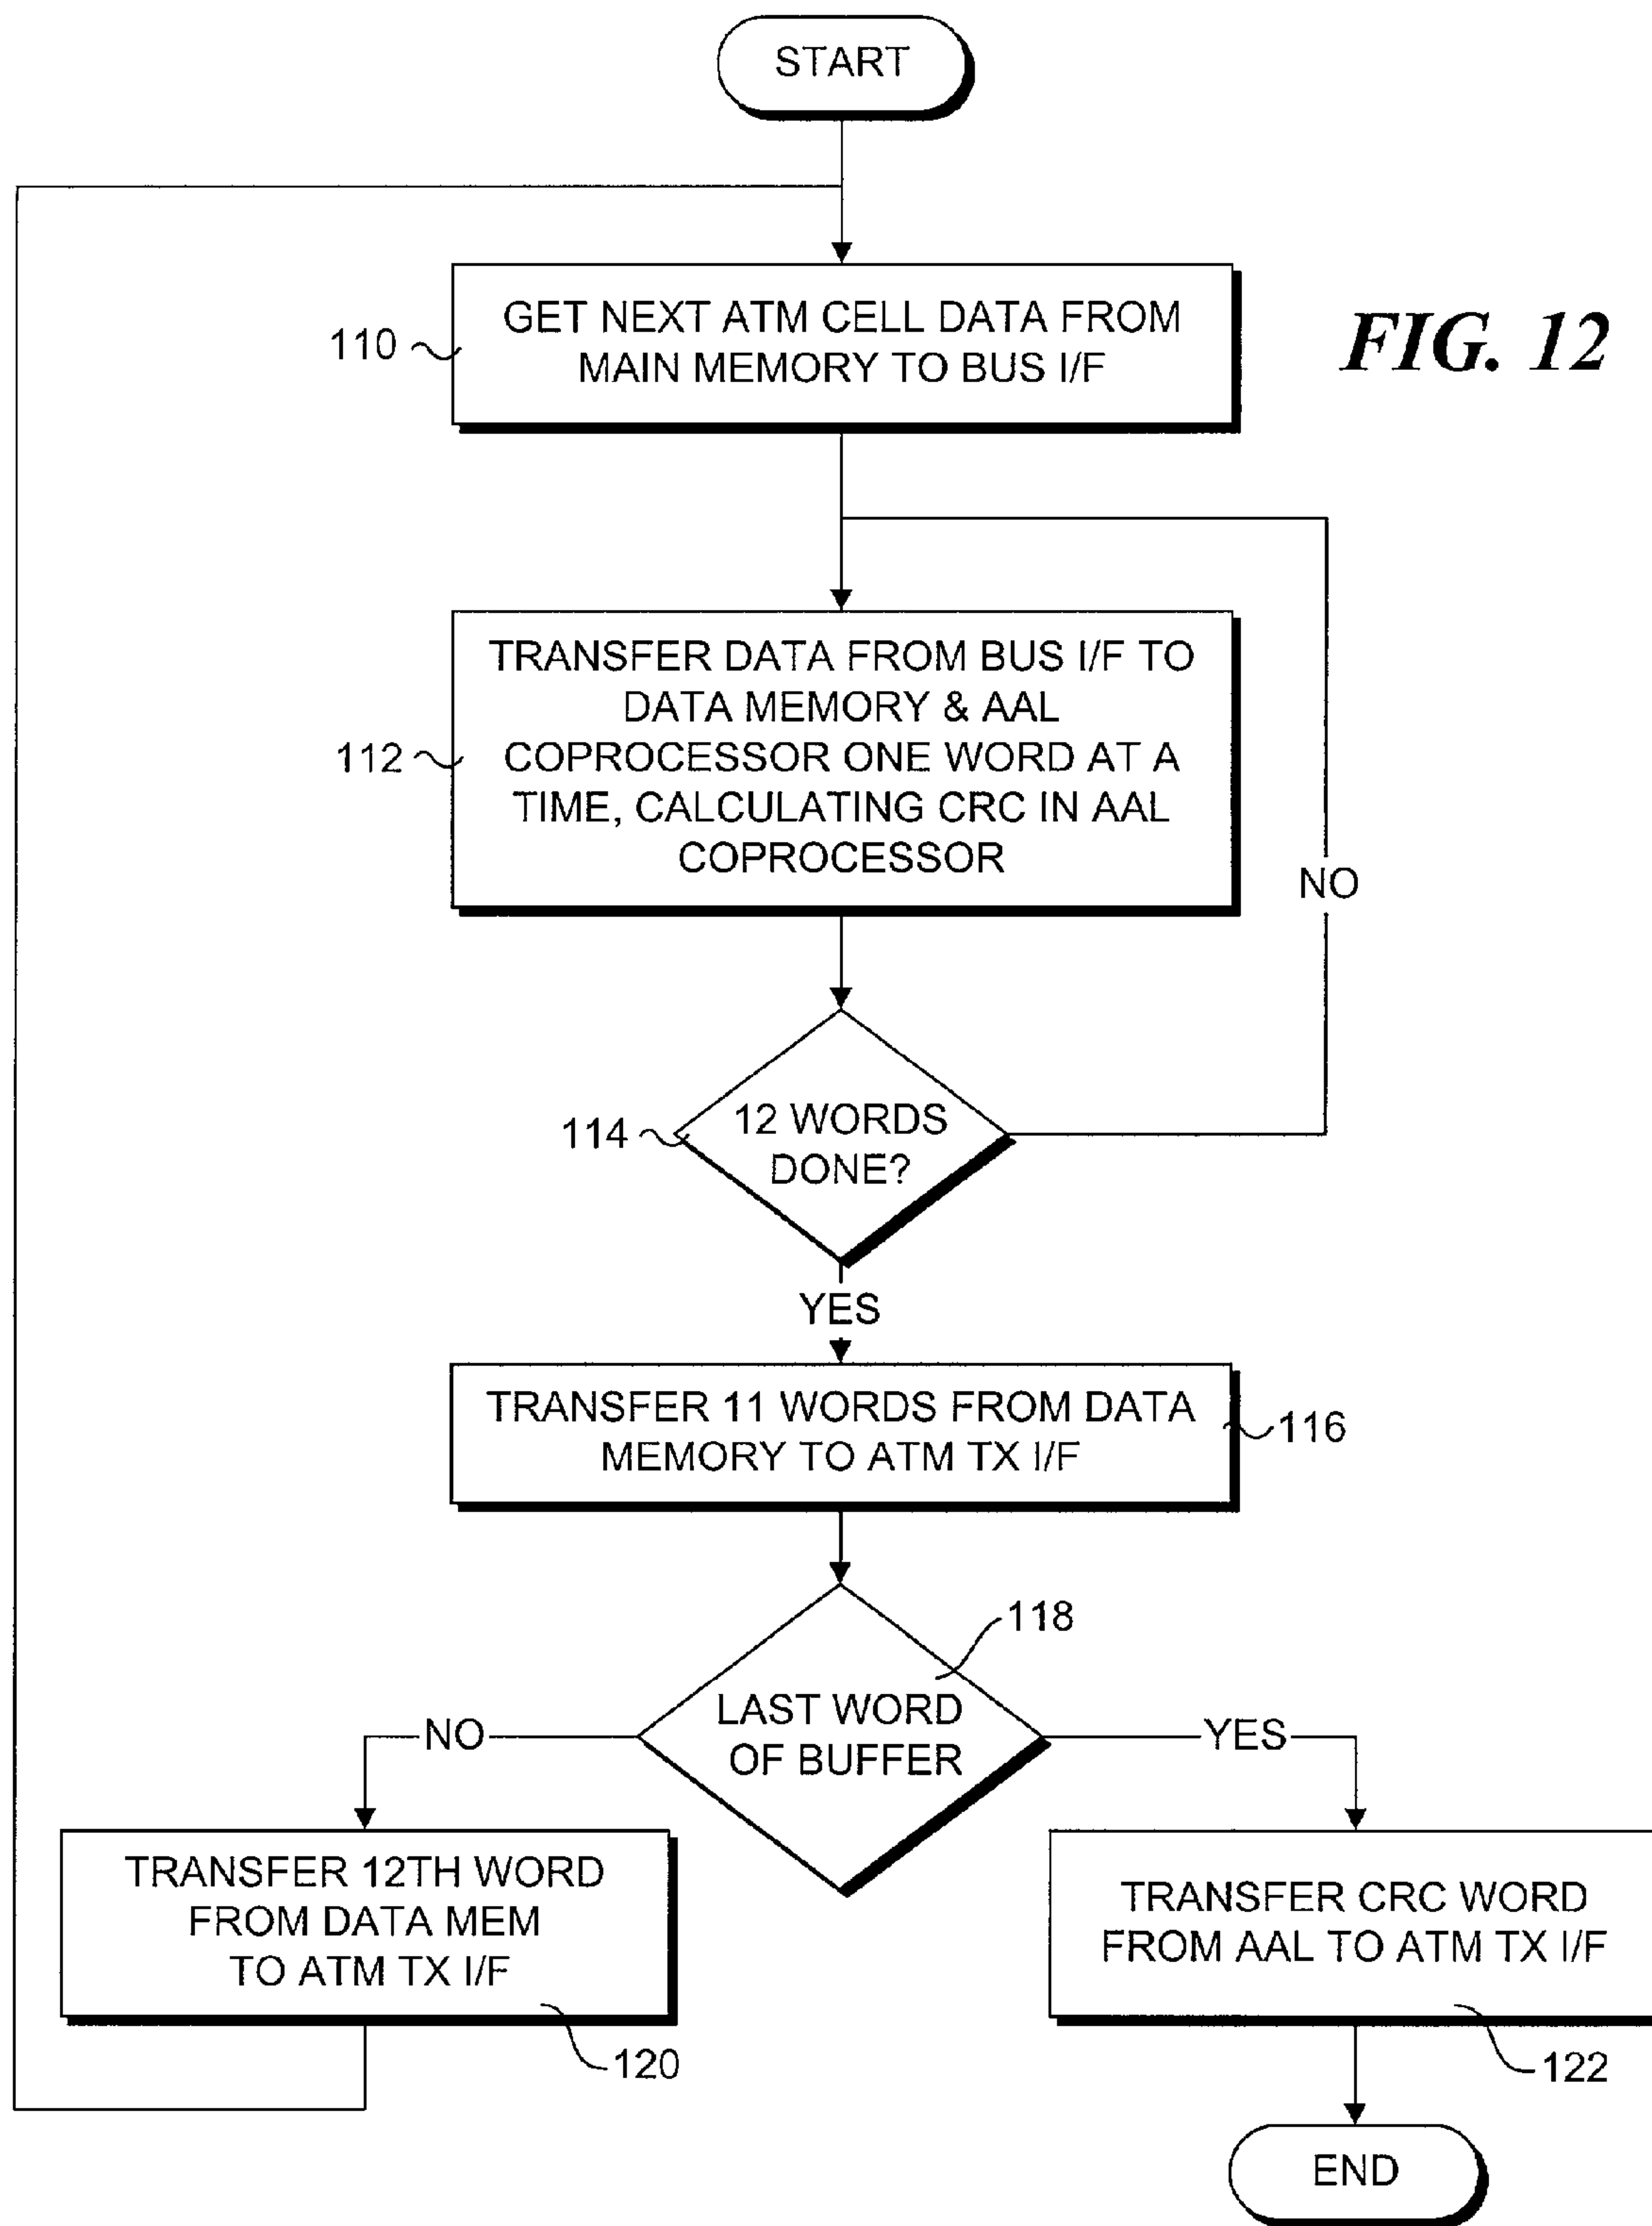 START
GET NEXT ATM CELL DATA FROM
MAIN MEMORY TO BUS I/F
110
FIG. 12
TRANSFER DATA FROM BUS I/F TO
DATA MEMORY & AAL
COPROCESSOR ONE WORD AT A
TIME, CALCULATING CRC IN AAL
COPROCESSOR
112
NO
12 WORDS
DONE?
114
YES
TRANSFER 11 WORDS FROM DATA
MEMORY TO ATM TX I/F
116
118
LAST WORD
OF BUFFER
NO
YES
TRANSFER 12TH WORD
FROM DATA MEM
TO ATM TX I/F
120
TRANSFER CRC WORD
FROM AAL TO ATM TX I/F
122
END